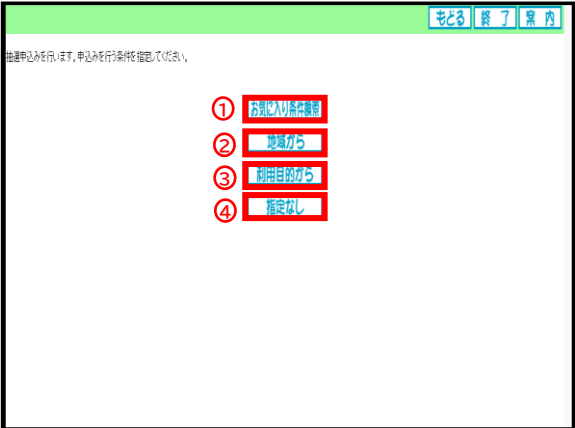 もどる 終了 案内
抽選申込みを行います。申込みを行う条件を指定してください。
① お気に入り条件検索
② 地域から
③ 利用目的から
④ 指定なし